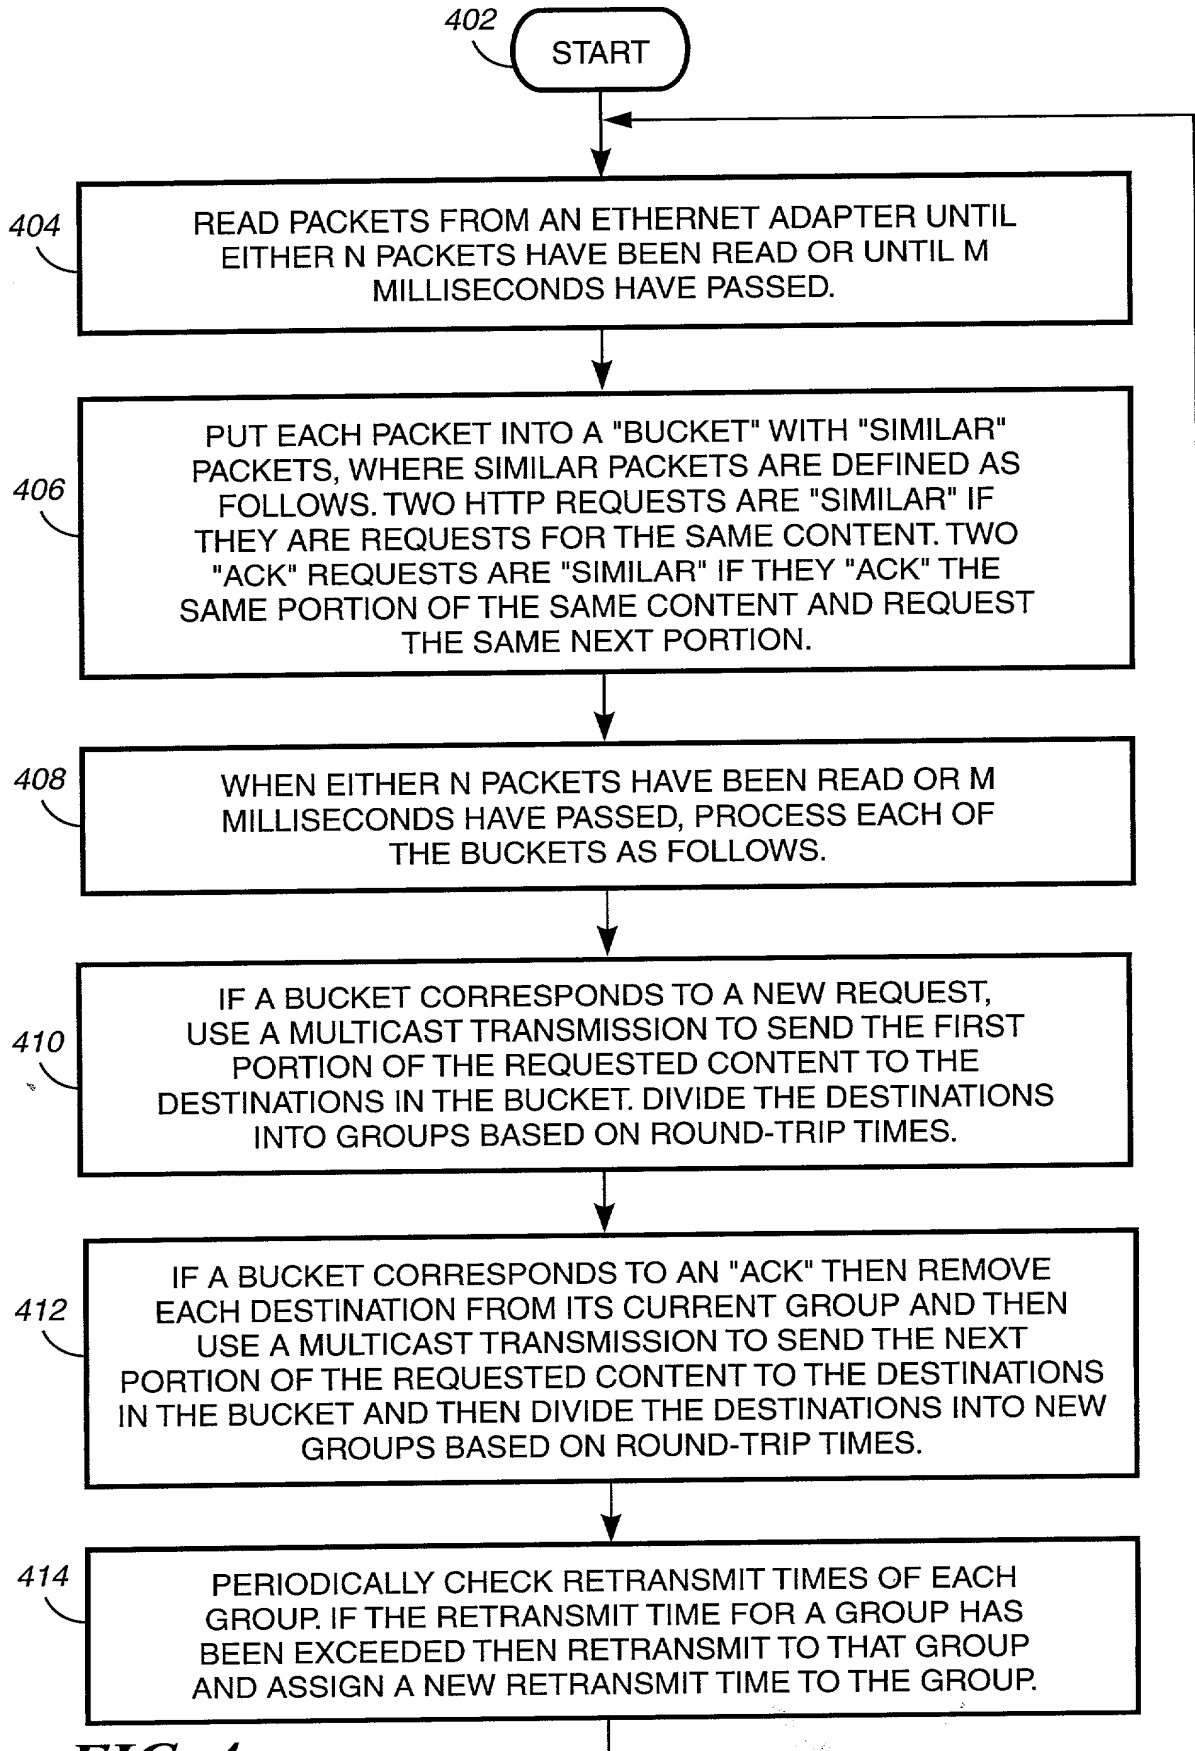 402
START
404
READ PACKETS FROM AN ETHERNET ADAPTER UNTIL
EITHER N PACKETS HAVE BEEN READ OR UNTIL M
MILLISECONDS HAVE PASSED.
406
PUT EACH PACKET INTO A "BUCKET" WITH "SIMILAR"
PACKETS, WHERE SIMILAR PACKETS ARE DEFINED AS
FOLLOWS. TWO HTTP REQUESTS ARE "SIMILAR" IF
THEY ARE REQUESTS FOR THE SAME CONTENT. TWO
"ACK" REQUESTS ARE "SIMILAR" IF THEY "ACK" THE
SAME PORTION OF THE SAME CONTENT AND REQUEST
THE SAME NEXT PORTION.
408
WHEN EITHER N PACKETS HAVE BEEN READ OR M
MILLISECONDS HAVE PASSED, PROCESS EACH OF
THE BUCKETS AS FOLLOWS.
410
IF A BUCKET CORRESPONDS TO A NEW REQUEST,
USE A MULTICAST TRANSMISSION TO SEND THE FIRST
PORTION OF THE REQUESTED CONTENT TO THE
DESTINATIONS IN THE BUCKET. DIVIDE THE DESTINATIONS
INTO GROUPS BASED ON ROUND-TRIP TIMES.
412
IF A BUCKET CORRESPONDS TO AN "ACK" THEN REMOVE
EACH DESTINATION FROM ITS CURRENT GROUP AND THEN
USE A MULTICAST TRANSMISSION TO SEND THE NEXT
PORTION OF THE REQUESTED CONTENT TO THE DESTINATIONS
IN THE BUCKET AND THEN DIVIDE THE DESTINATIONS INTO NEW
GROUPS BASED ON ROUND-TRIP TIMES.
414
PERIODICALLY CHECK RETRANSMIT TIMES OF EACH
GROUP. IF THE RETRANSMIT TIME FOR A GROUP HAS
BEEN EXCEEDED THEN RETRANSMIT TO THAT GROUP
AND ASSIGN A NEW RETRANSMIT TIME TO THE GROUP.